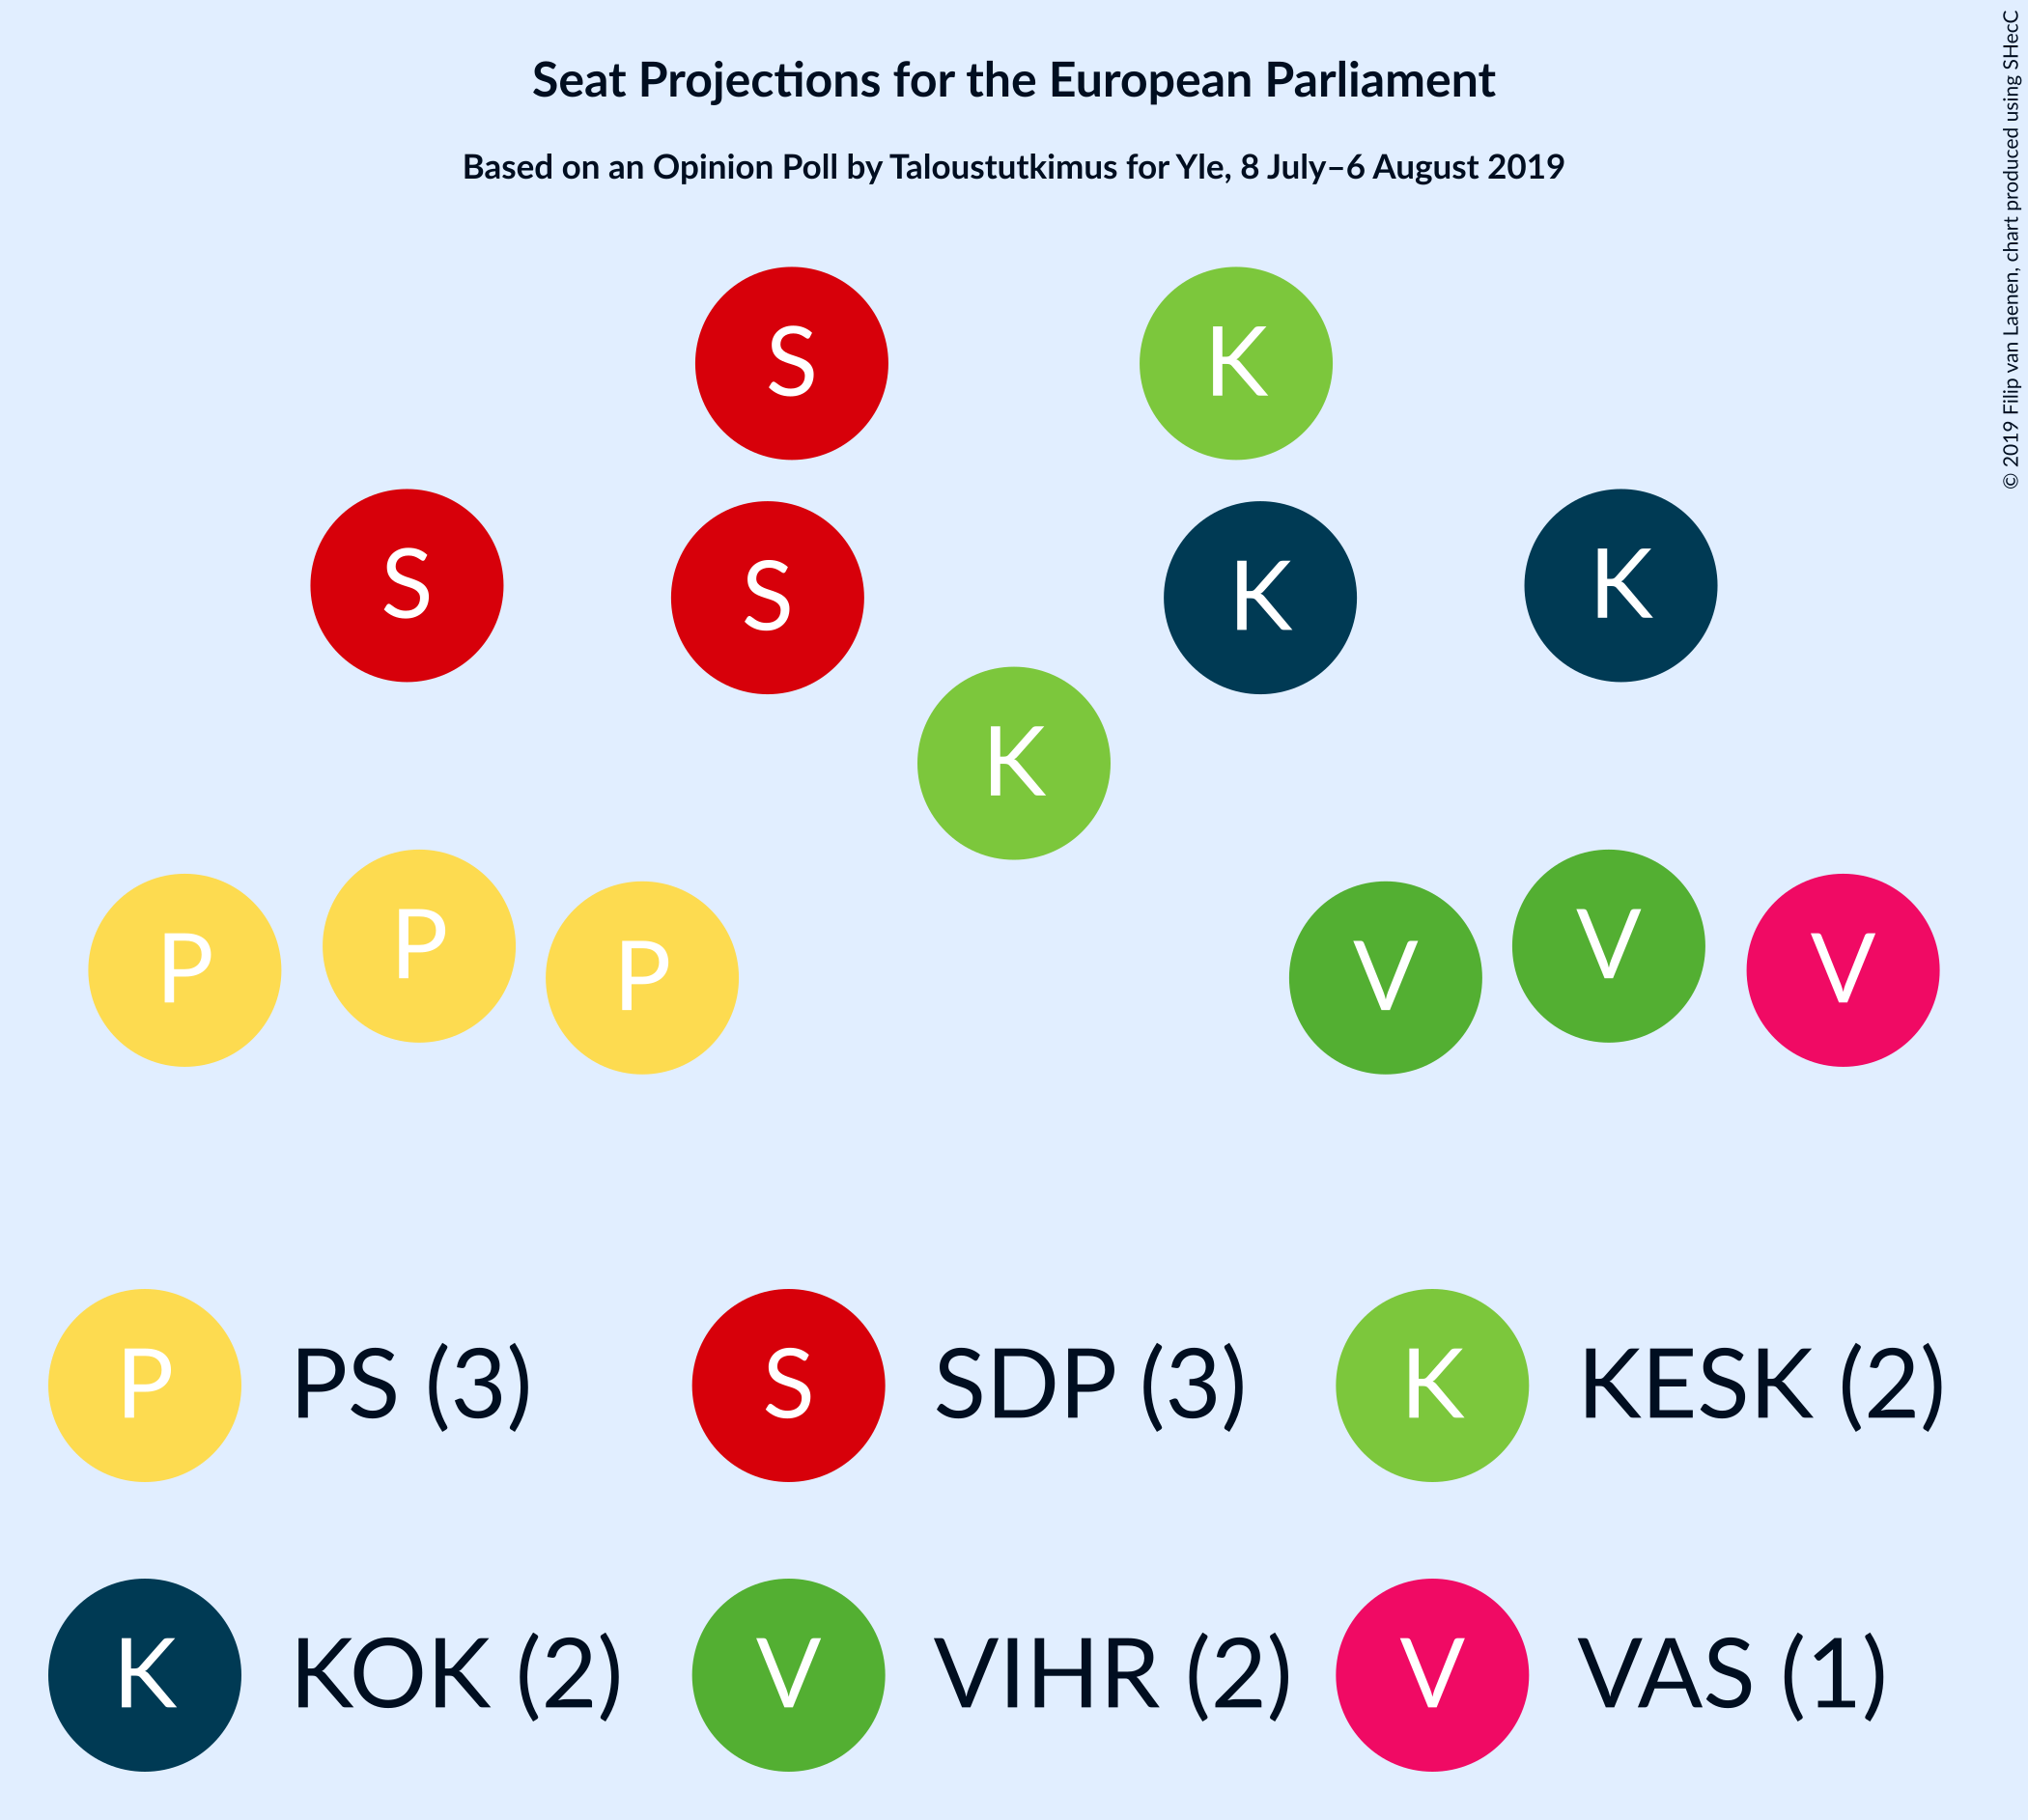 Seat Projections for the European Parliament
Based on an Opinion Poll by Taloustutkimus for Yle, 8 July–6 August 2019
© 2019 Filip van Laenen, chart produced using SHecC
S K
S S K K
K
P P P V V V
P PS (3) S SDP (3) K KESK (2)
K KOK (2) V VIHR (2) V VAS (1)